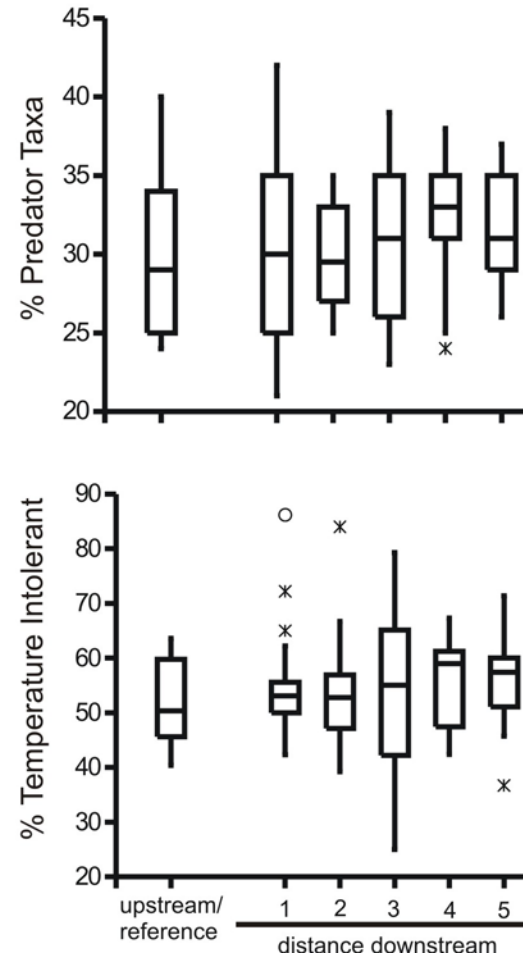 % Predator Taxa
45
40
35
30
25
20
% Temperature Intolerant
90
80
70
60
50
40
30
20
upstream/
reference
1 2 3 4 5
distance downstream